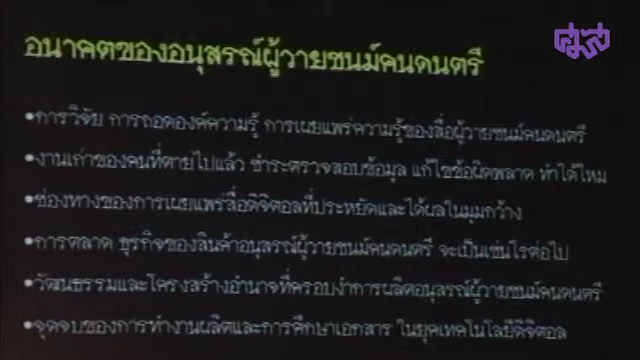 ศมส
อนาคตของอนุสรณ์ผู้วายชนม์คนดนตรี
•การวิจัย การถอดองค์ความรู้ การเผยแพร่ความรู้ของสื่อผู้วายชนม์คนดนตรี
•งานเก่าของคนที่ตายไปแล้ว ชำระตรวจสอบข้อมูล แก้ไขข้อผิดพลาด ทำได้ไหม
•ช่องทางของการเผยแพร่สื่อดิจิตอลที่ประหยัดและได้ผลในมุมกว้าง
•การตลาด ธุรกิจของสินค้าอนุสรณ์ผู้วายชนม์คนดนตรี จะเป็นเช่นไรต่อไป
•วัฒนธรรมและโครงสร้างอำนาจที่ครอบงำการผลิตอนุสรณ์ผู้วายชนม์คนดนตรี
•จุดจบของการทำงานผลิตและการศึกษาเอกสาร ในยุคเทคโนโลยีดิจิตอล